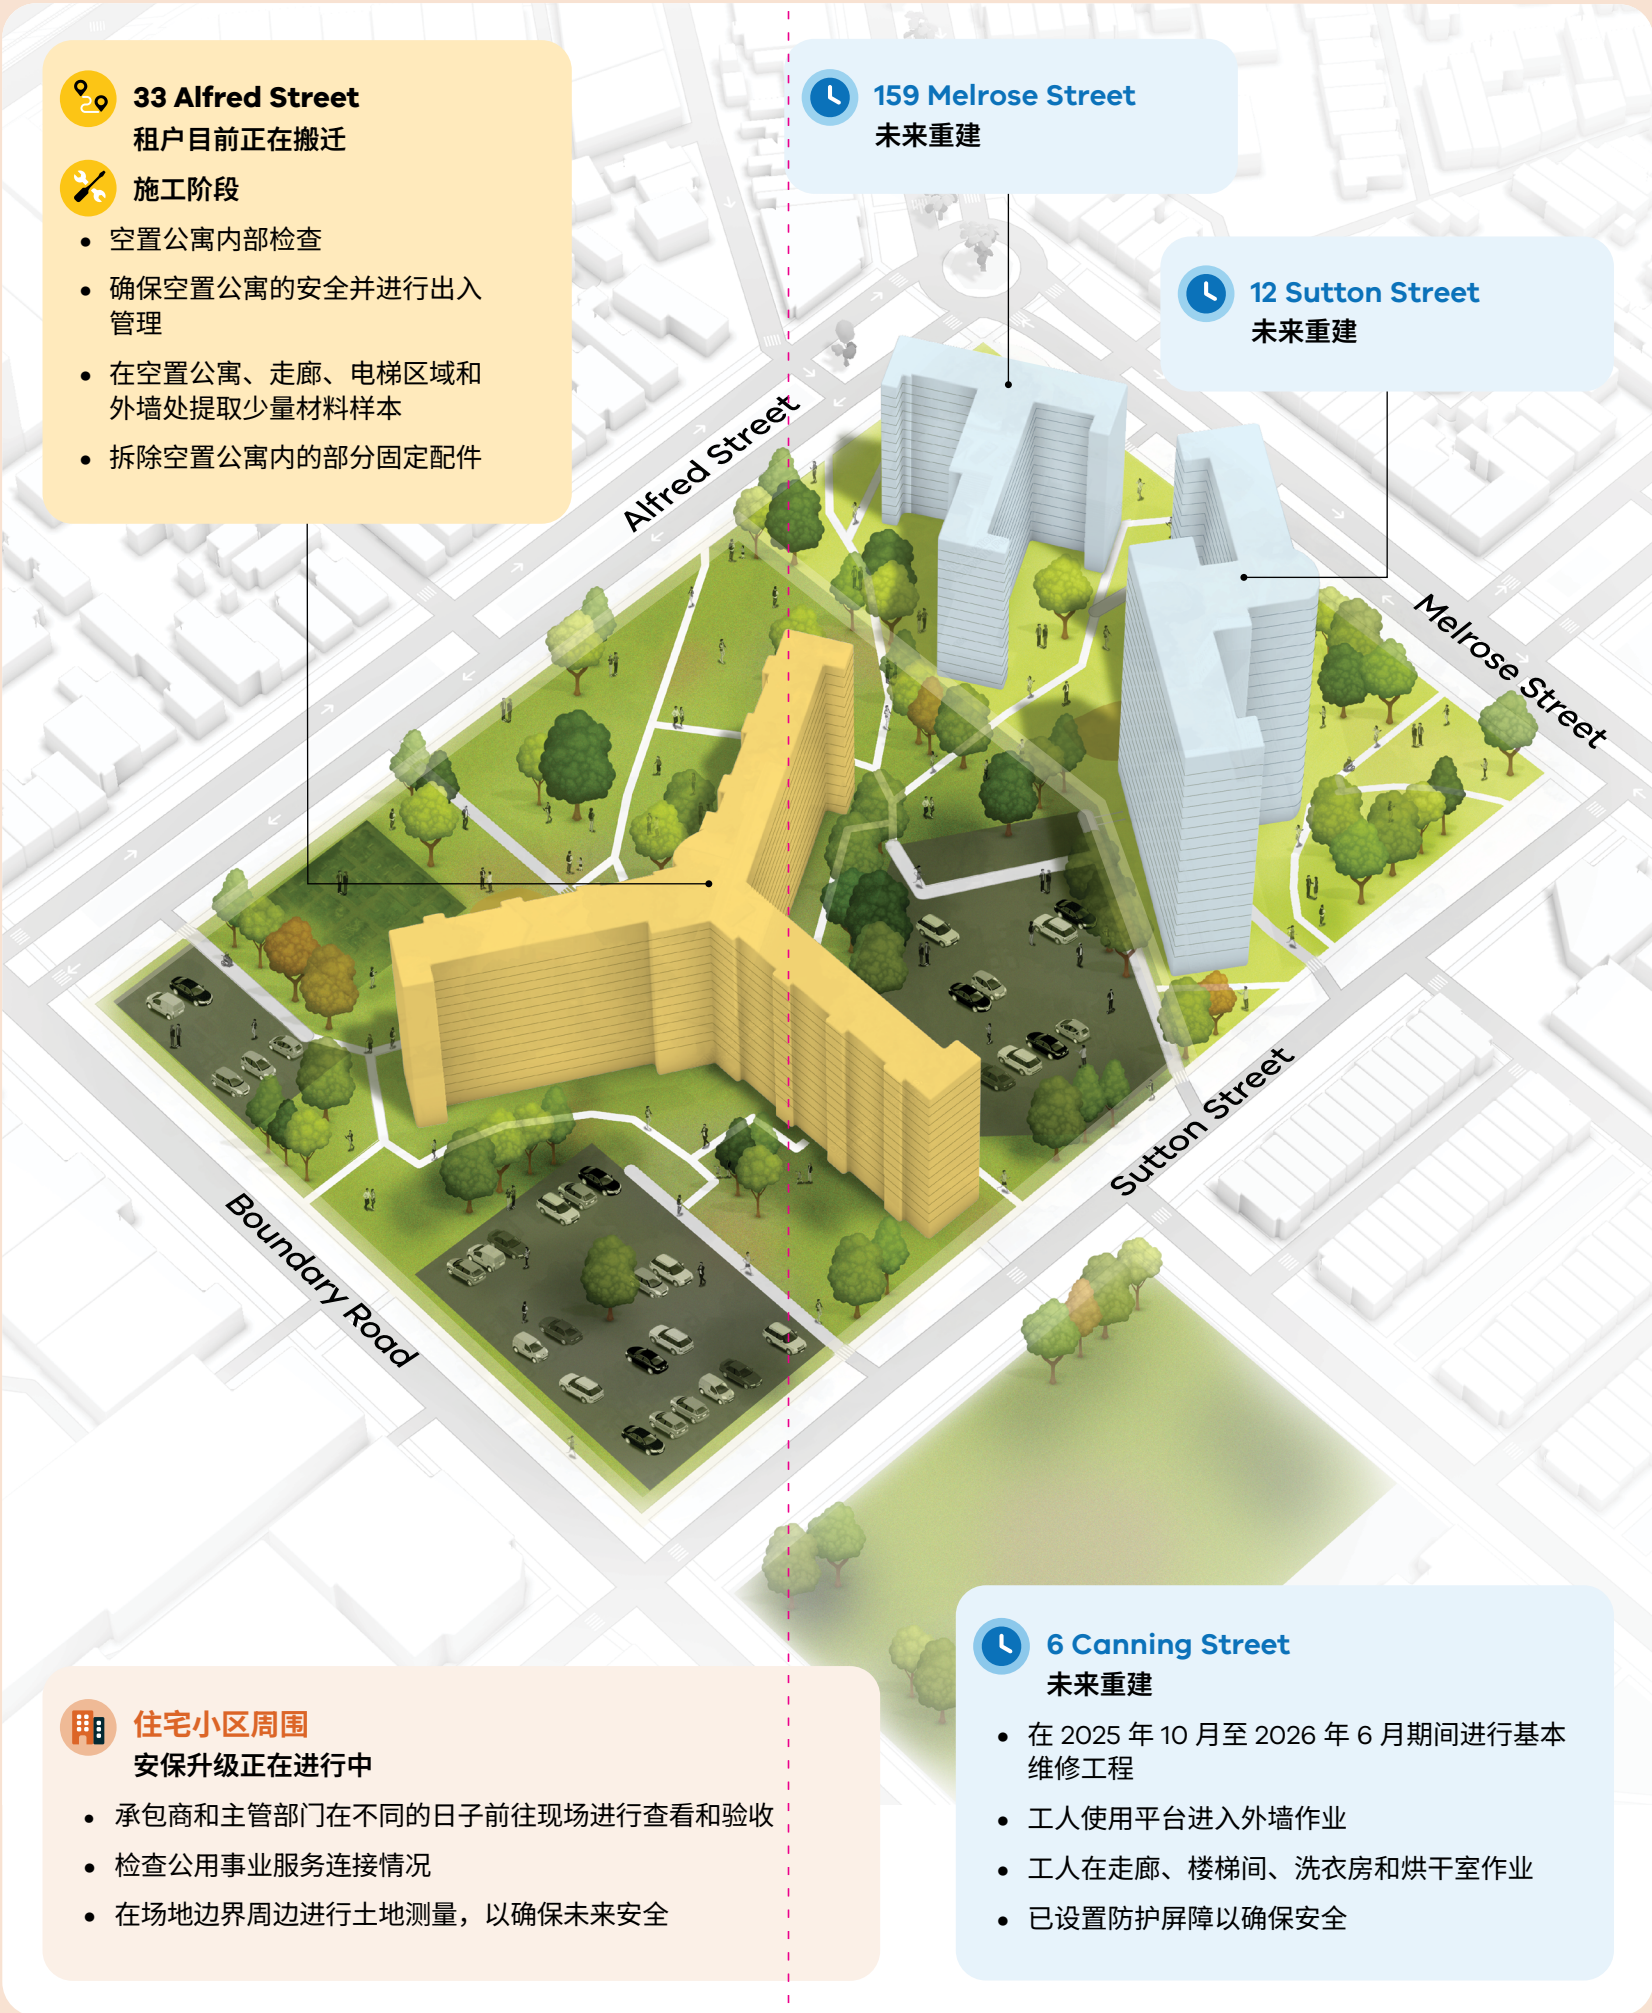 33 Alfred Street
租户目前正在搬迁
施工阶段
• 空置公寓内部检查
• 确保空置公寓的安全并进行出入
管理
• 在空置公寓、走廊、电梯区域和
外墙处提取少量材料样本
• 拆除空置公寓内的部分固定配件
159 Melrose Street
未来重建
12 Sutton Street
未来重建
Alfred Street
Melrose Street
Sutton Street
Boundary Road
住宅小区周围
安保升级正在进行中
• 承包商和主管部门在不同的日子前往现场进行查看和验收
• 检查公用事业服务连接情况
• 在场地边界周边进行土地测量，以确保未来安全
6 Canning Street
未来重建
• 在 2025 年 10 月至 2026 年 6 月期间进行基本
维修工程
• 工人使用平台进入外墙作业
• 工人在走廊、楼梯间、洗衣房和烘干室作业
• 已设置防护屏障以确保安全